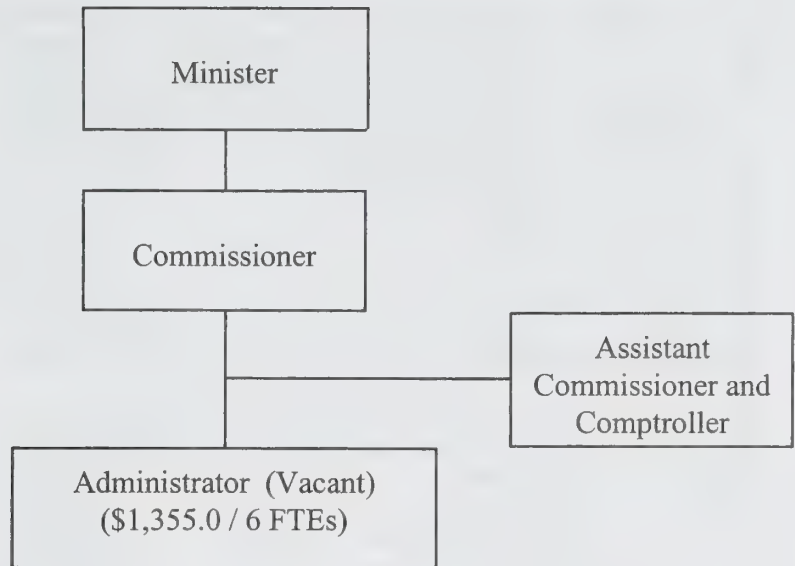 Minister
Commissioner
Assistant
Commissioner and
Comptroller
Administrator (Vacant)
($1,355.0 / 6 FTEs)